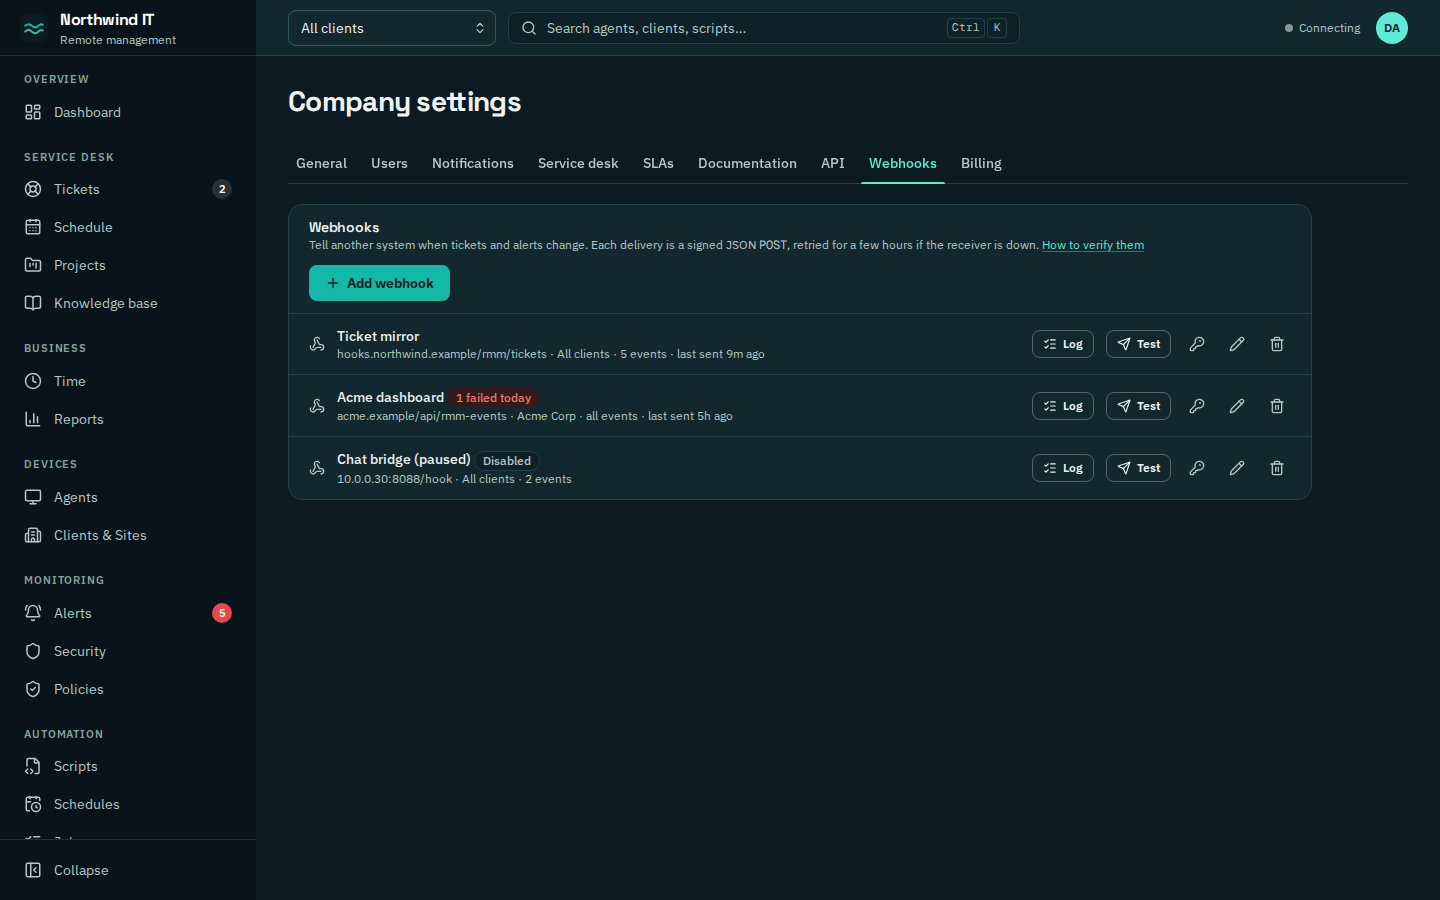 Northwind IT
Remote management
All clients
Search agents, clients, scripts...
Ctrl K
Connecting
DA
OVERVIEW
Dashboard
SERVICE DESK
Tickets 2
Schedule
Projects
Knowledge base
BUSINESS
Time
Reports
DEVICES
Agents
Clients & Sites
MONITORING
Alerts 5
Security
Policies
AUTOMATION
Scripts
Schedules
Collapse
Company settings
General Users Notifications Service desk SLAs Documentation API Webhooks Billing
Webhooks
Tell another system when tickets and alerts change. Each delivery is a signed JSON POST, retried for a few hours if the receiver is down. How to verify them
Add webhook
Ticket mirror
hooks.northwind.example/rmm/tickets · All clients · 5 events · last sent 9m ago
Log Test
Acme dashboard 1 failed today
acme.example/api/rmm-events · Acme Corp · all events · last sent 5h ago
Log Test
Chat bridge (paused) Disabled
10.0.0.30:8088/hook · All clients · 2 events
Log Test